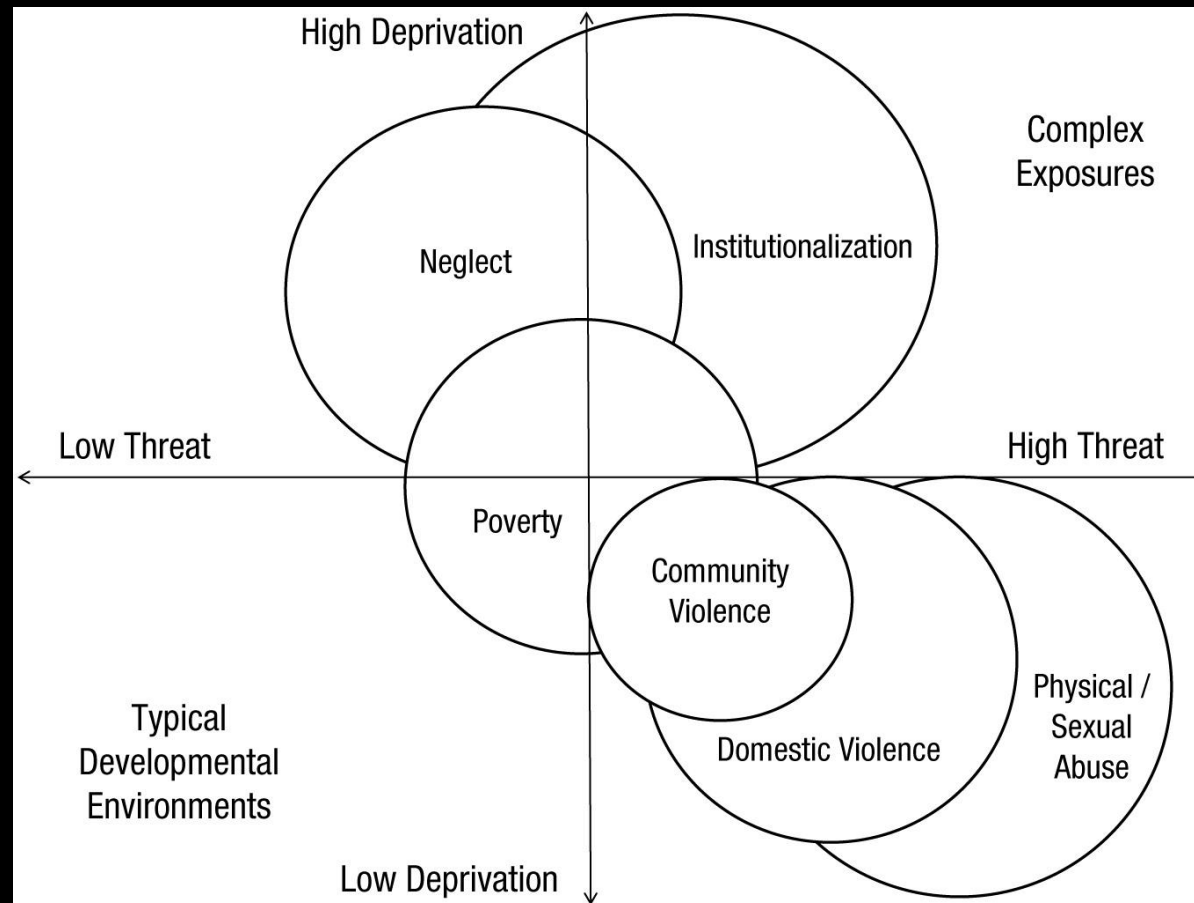 High Deprivation
Complex
Exposures
Neglect
Institutionalization
Low Threat
High Threat
Poverty
Community
Violence
Physical /
Sexual
Abuse
Typical
Developmental
Environments
Domestic Violence
Low Deprivation